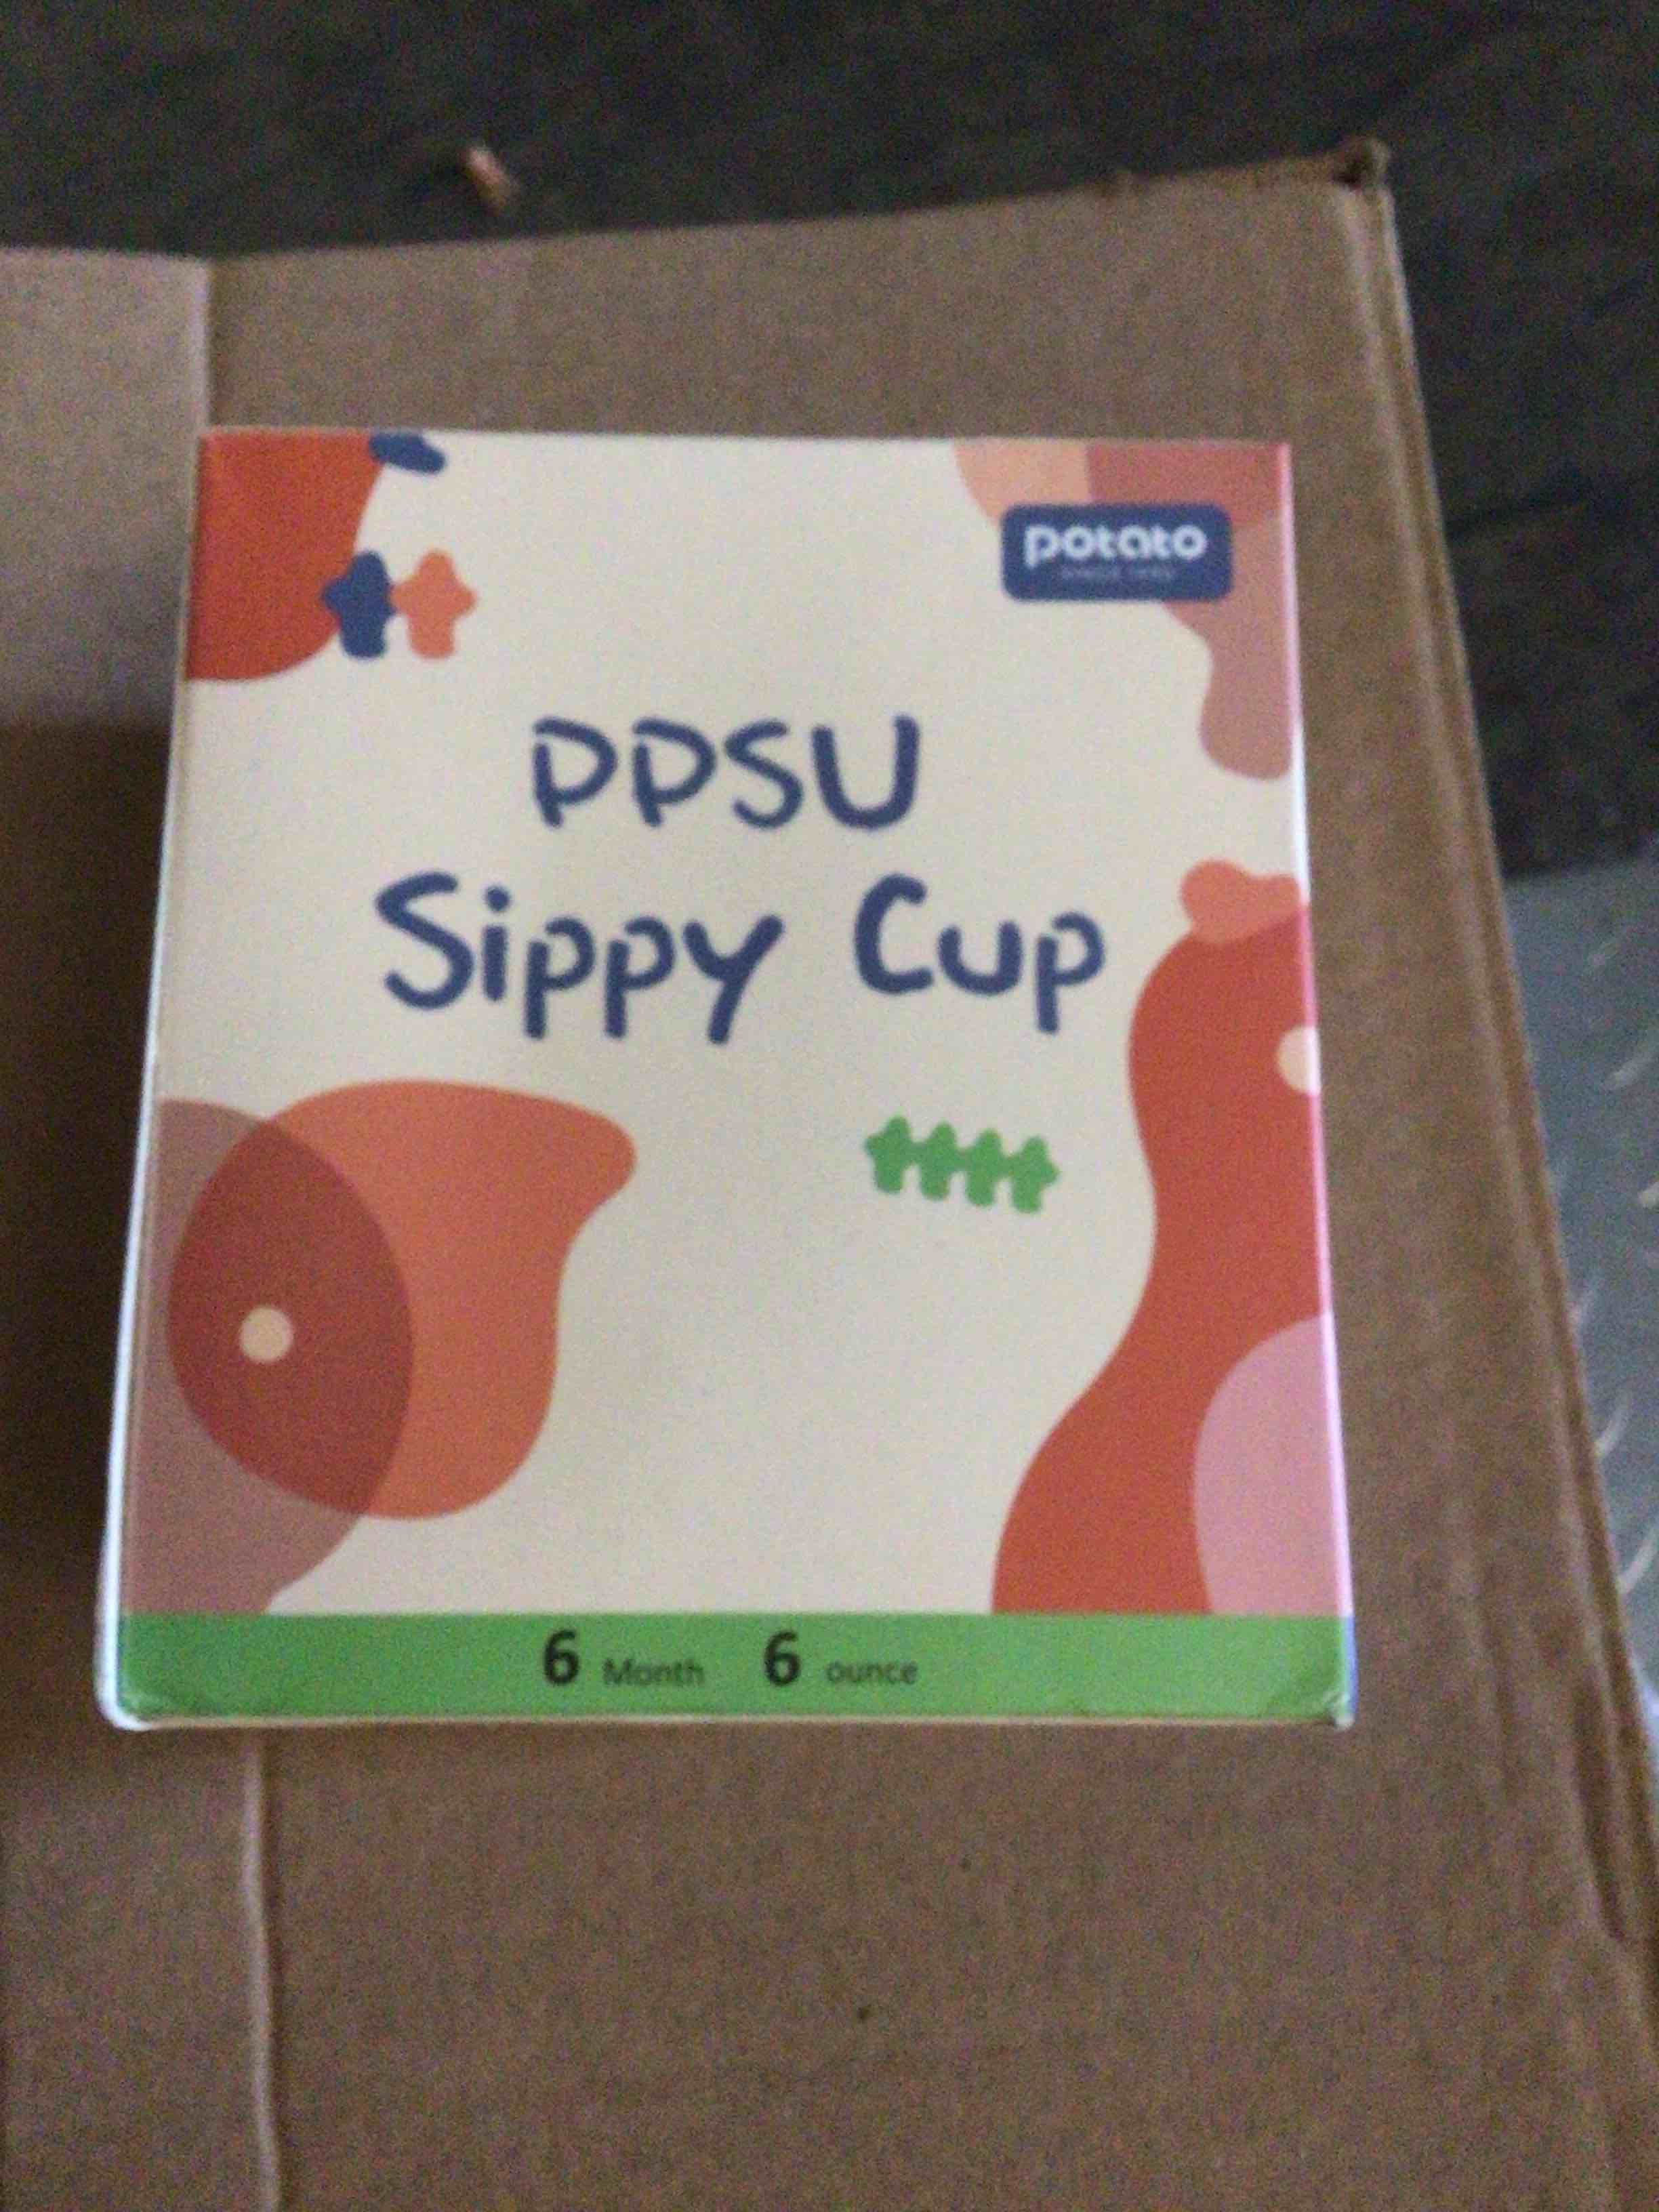 potato
PPSU
Sippy Cup
6 Month 6 ounce